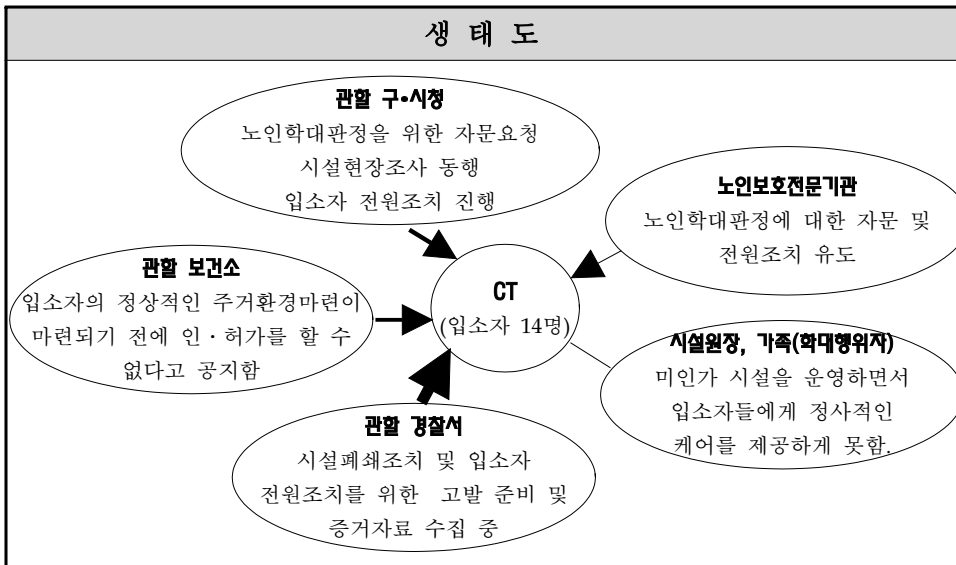 생 태 도
관할 구•시청
노인학대판정을 위한 자문요청
시설현장조사 동행
입소자 전원조치 진행
노인보호전문기관
노인학대판정에 대한 자문 및
전원조치 유도
관할 보건소
입소자의 정상적인 주거환경마련이
마련되기 전에 인·허가를 할 수
없다고 공지함
CT
(입소자 14명)
시설원장, 가족(학대행위자)
미인가 시설을 운영하면서
입소자들에게 정사적인
케어를 제공하게 못함.
관할 경찰서
시설폐쇄조치 및 입소자
전원조치를 위한 고발 준비 및
증거자료 수집 중